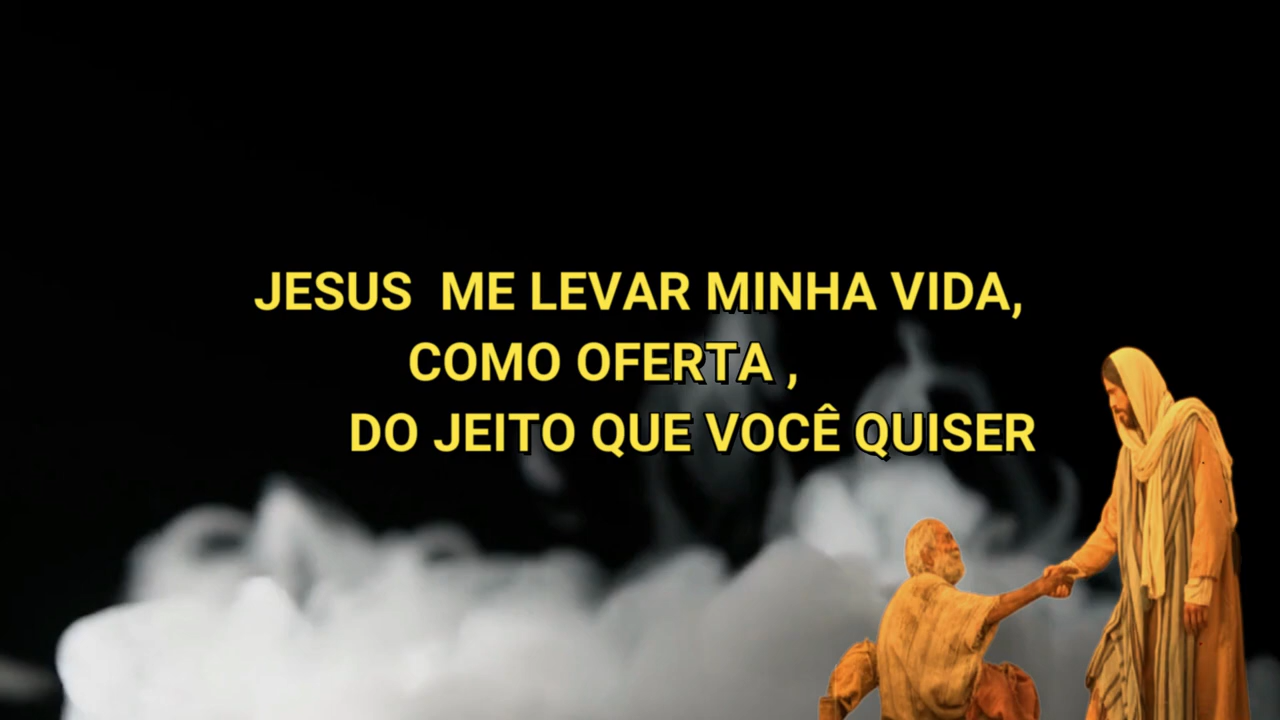 JESUS  ME LEVAR MINHA VIDA,
COMO OFERTA ,
DO JEITO QUE VOCÊ QUISER